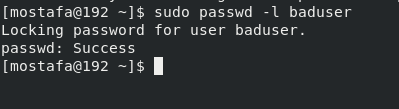 [mostafa@192 ~]$ sudo passwd -l baduser
Locking password for user baduser.
passwd: Success
[mostafa@192 ~]$